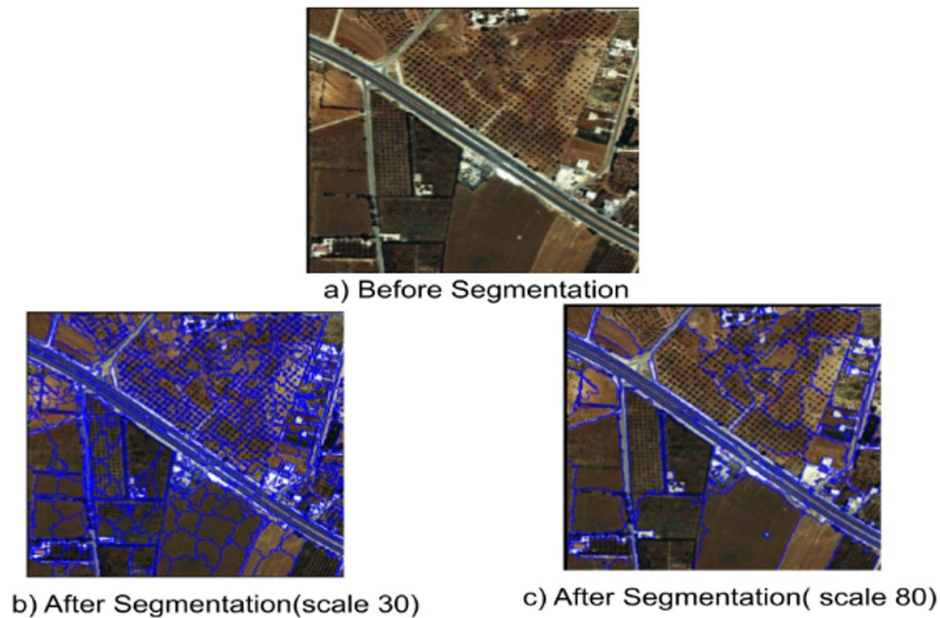 a) Before Segmentation
b) After Segmentation(scale 30)
c) After Segmentation( scale 80)